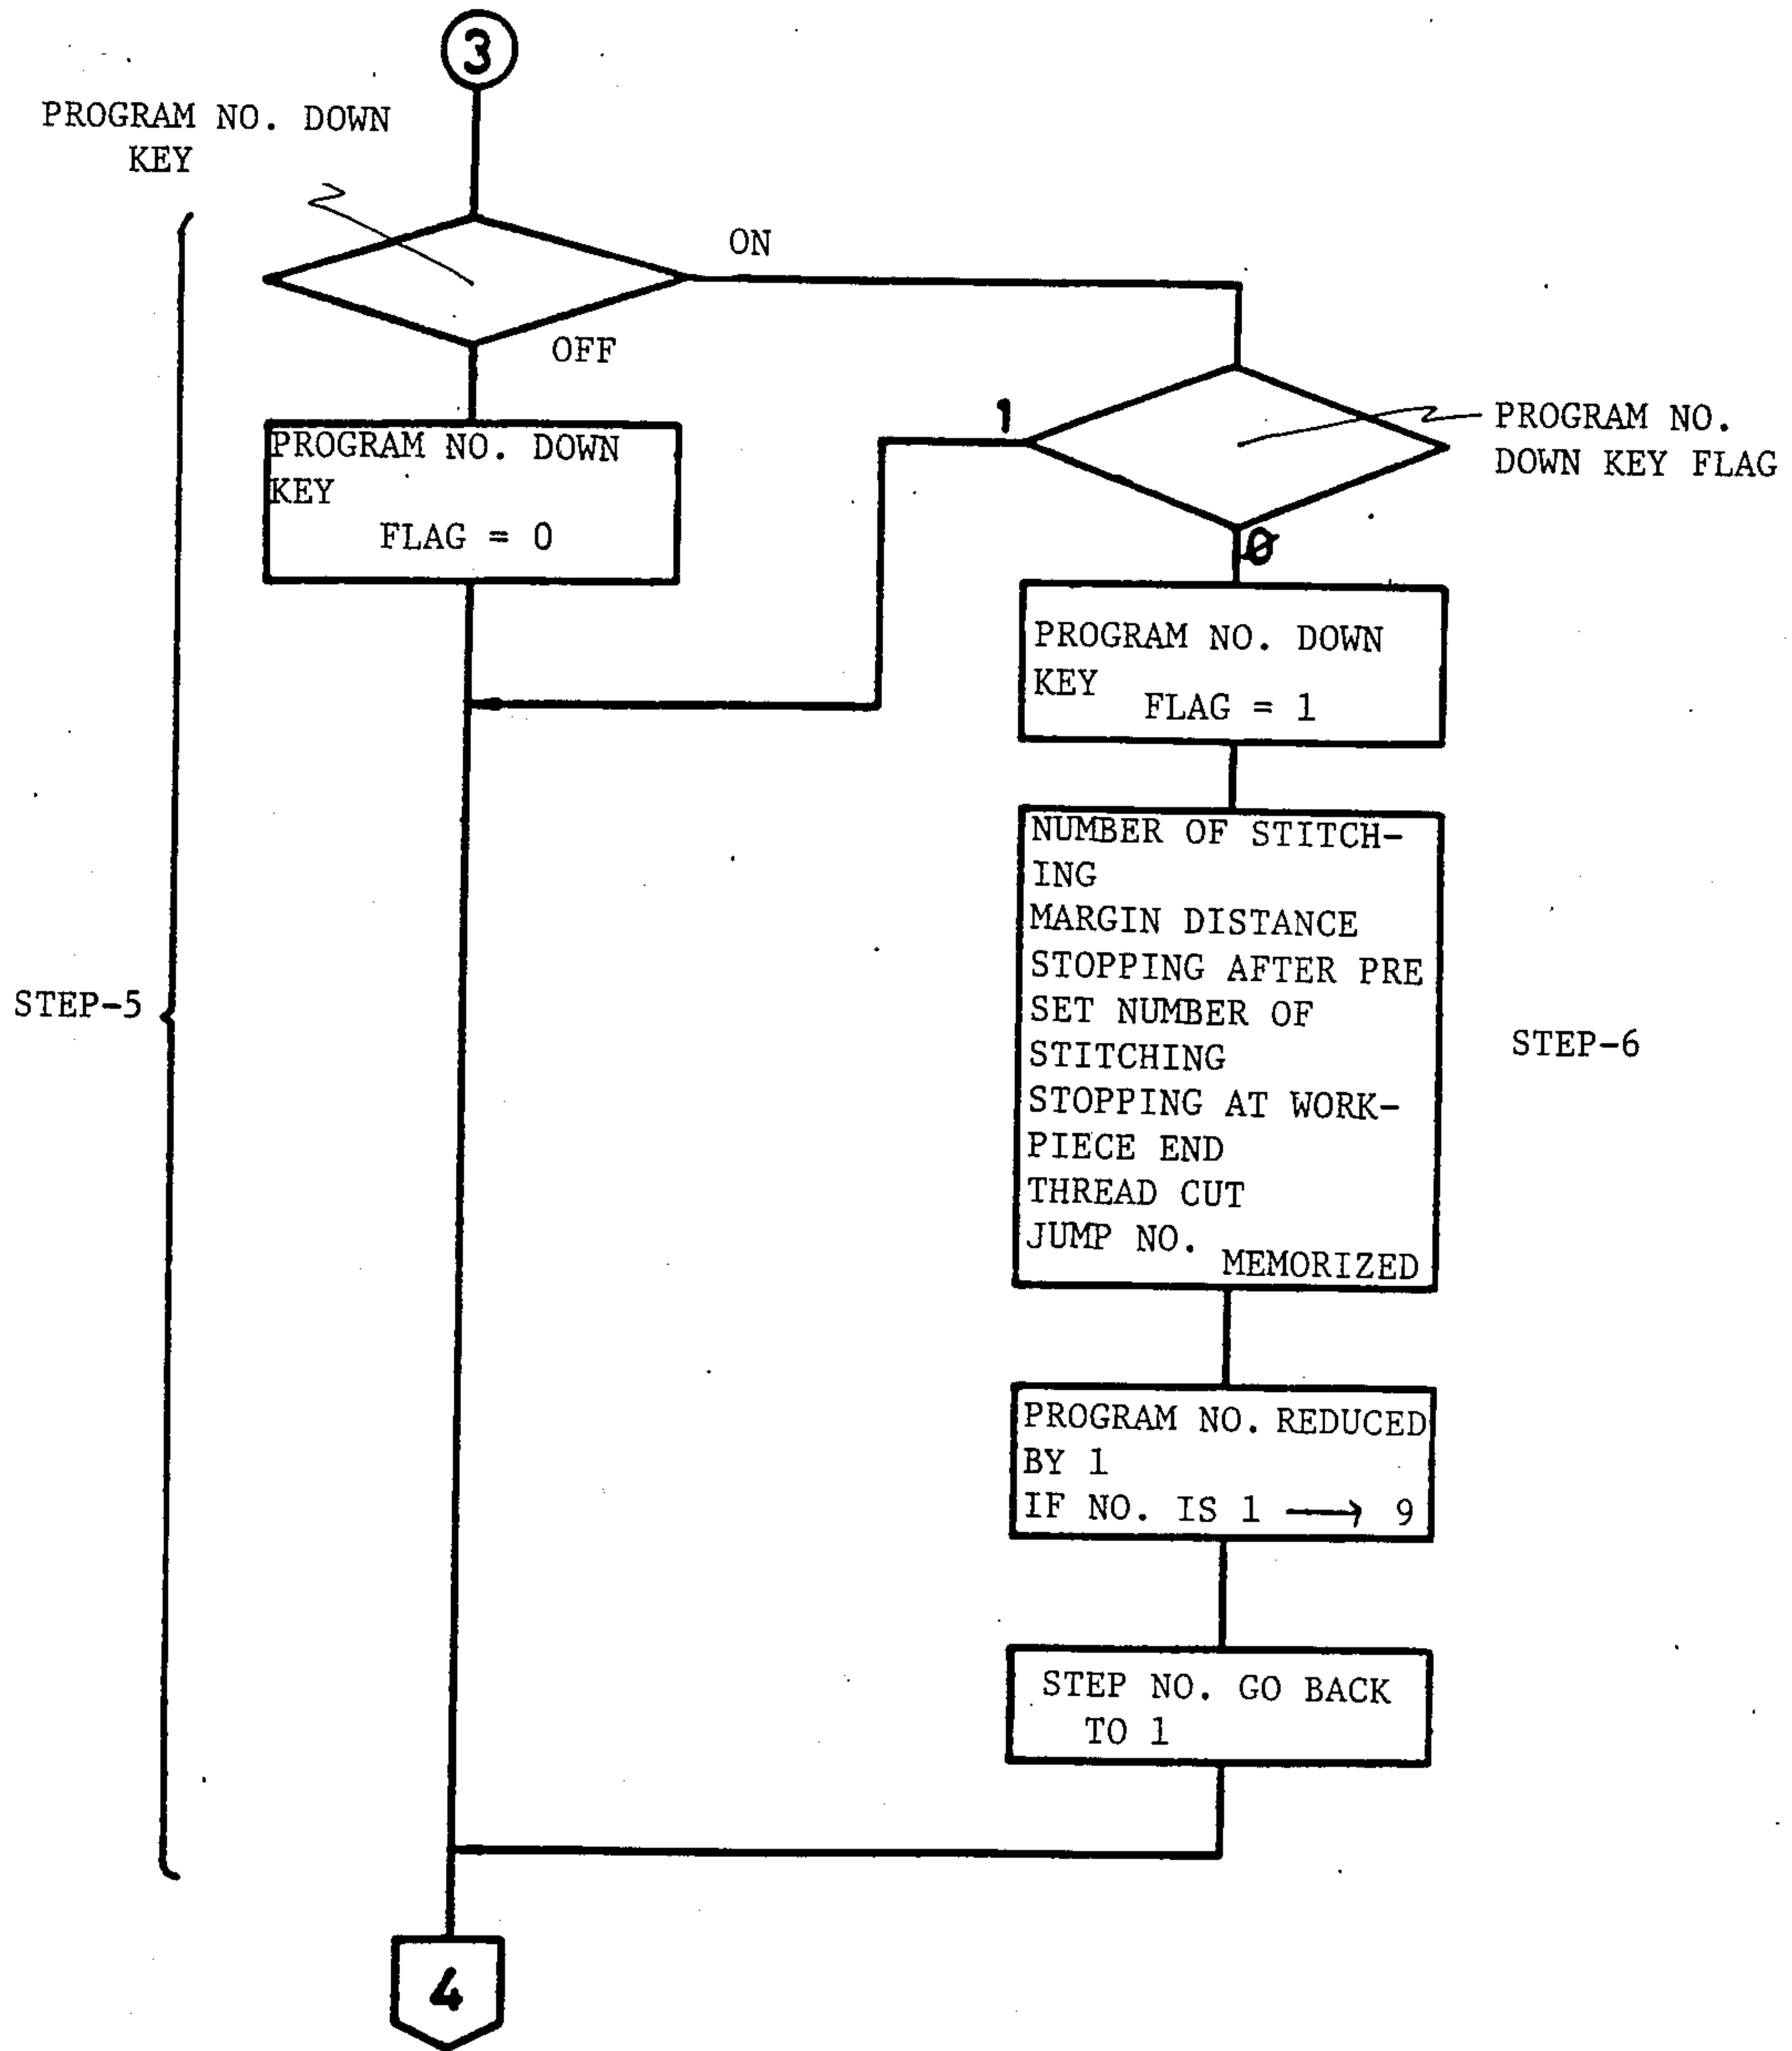 3
PROGRAM NO. DOWN
KEY
ON
OFF
PROGRAM NO. DOWN
KEY
FLAG = 0
1
PROGRAM NO.
DOWN KEY FLAG
0
PROGRAM NO. DOWN
KEY
FLAG = 1
STEP-5
NUMBER OF STITCH-
ING
MARGIN DISTANCE
STOPPING AFTER PRE
SET NUMBER OF
STITCHING
STOPPING AT WORK-
PIECE END
THREAD CUT
JUMP NO.
MEMORIZED
STEP-6
PROGRAM NO. REDUCED
BY 1
IF NO. IS 1 ⟶ 9
STEP NO. GO BACK
TO 1
4